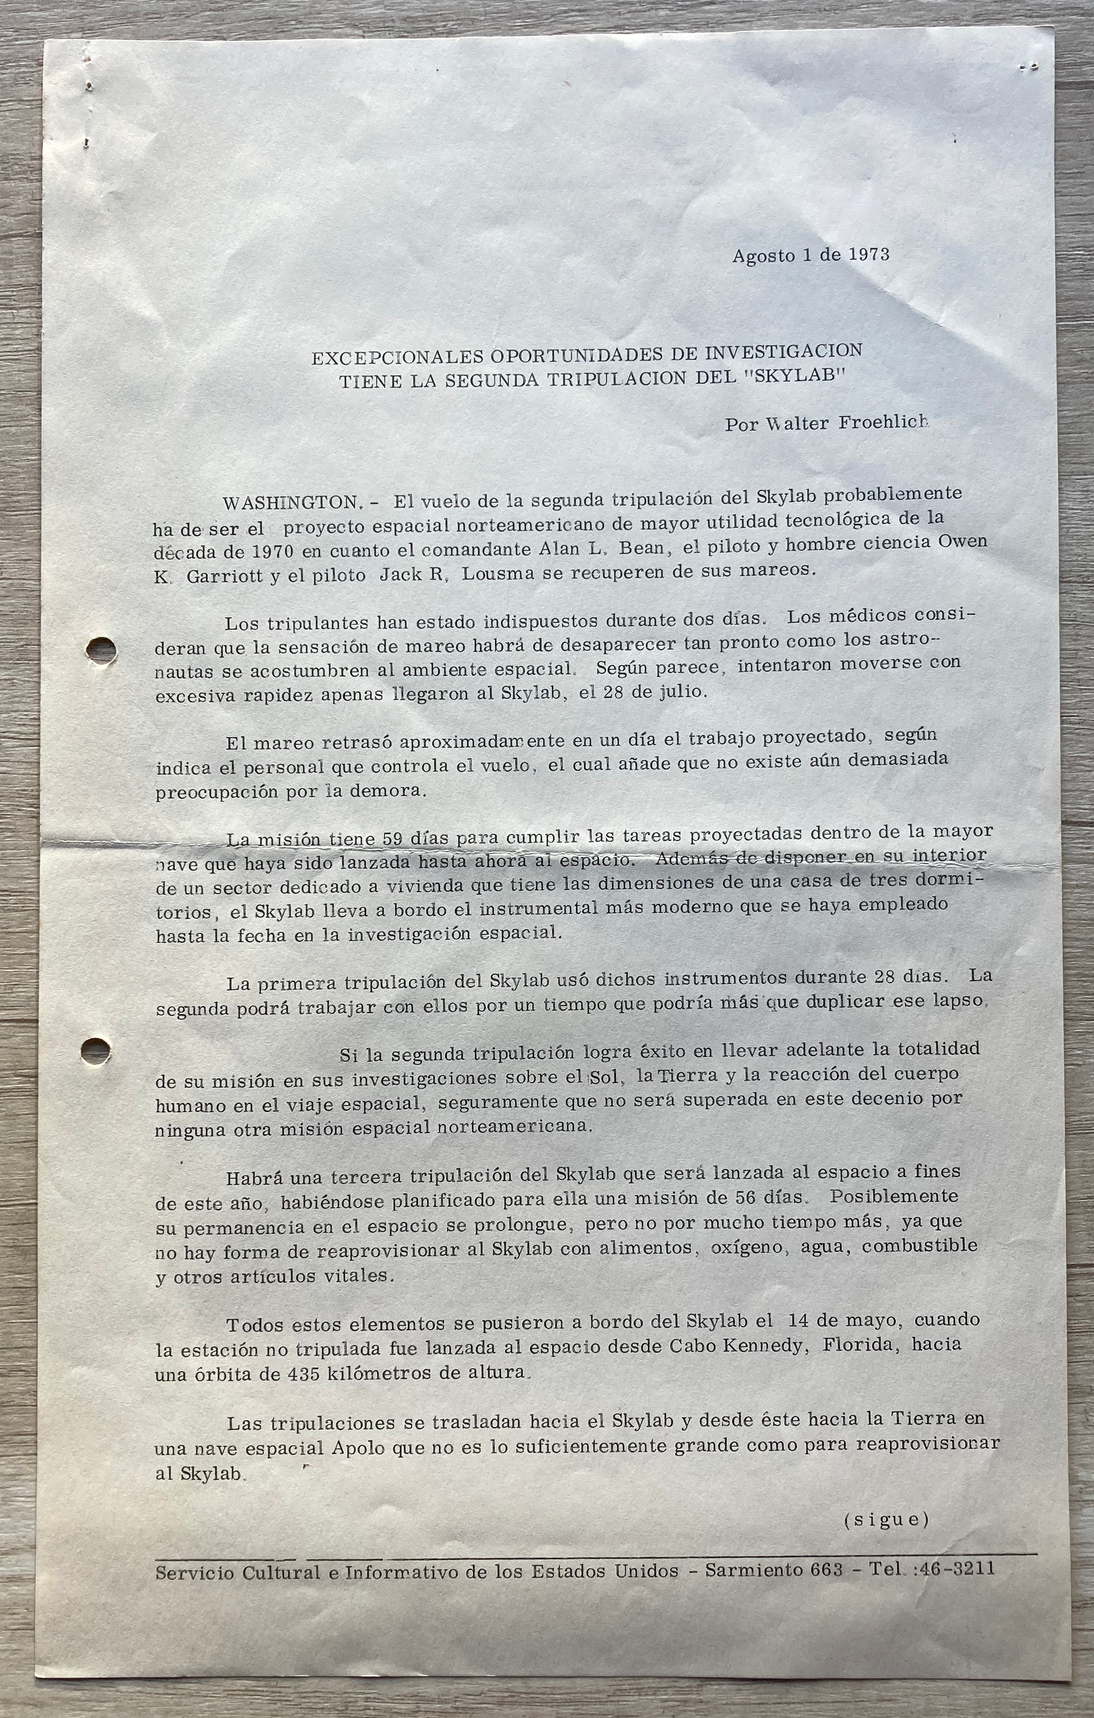 Agosto 1 de 1973
EXCEPCIONALES OPORTUNIDADES DE INVESTIGACION
TIENE LA SEGUNDA TRIPULACION DEL "SKYLAB"
Por Walter Froehlich
WASHINGTON. - El vuelo de la segunda tripulación del Skylab probablemente
ha de ser el proyecto espacial norteamericano de mayor utilidad tecnológica de la
década de 1970 en cuanto el comandante Alan L. Bean, el piloto y hombre ciencia Owen
K. Garriott y el piloto Jack R. Lousma se recuperen de sus mareos.
Los tripulantes han estado indispuestos durante dos días. Los médicos consi-
deran que la sensación de mareo habrá de desaparecer tan pronto como los astro-
nautas se acostumbren al ambiente espacial. Según parece, intentaron moverse con
excesiva rapidez apenas llegaron al Skylab, el 28 de julio.
El mareo retrasó aproximadamente en un día el trabajo proyectado, según
indica el personal que controla el vuelo, el cual añade que no existe aún demasiada
preocupación por la demora.
La misión tiene 59 días para cumplir las tareas proyectadas dentro de la mayor
nave que haya sido lanzada hasta ahora al espacio. Además de disponer en su interior
de un sector dedicado a vivienda que tiene las dimensiones de una casa de tres dormi-
torios, el Skylab lleva a bordo el instrumental más moderno que se haya empleado
hasta la fecha en la investigación espacial.
La primera tripulación del Skylab usó dichos instrumentos durante 28 días. La
segunda podrá trabajar con ellos por un tiempo que podría más que duplicar ese lapso.
Si la segunda tripulación logra éxito en llevar adelante la totalidad
de su misión en sus investigaciones sobre el Sol, la Tierra y la reacción del cuerpo
humano en el viaje espacial, seguramente que no será superada en este decenio por
ninguna otra misión espacial norteamericana.
Habrá una tercera tripulación del Skylab que será lanzada al espacio a fines
de este año, habiéndose planificado para ella una misión de 56 días. Posiblemente
su permanencia en el espacio se prolongue, pero no por mucho tiempo más, ya que
no hay forma de reaprovisionar al Skylab con alimentos, oxígeno, agua, combustible
y otros artículos vitales.
Todos estos elementos se pusieron a bordo del Skylab el 14 de mayo, cuando
la estación no tripulada fue lanzada al espacio desde Cabo Kennedy, Florida, hacia
una órbita de 435 kilómetros de altura.
Las tripulaciones se trasladan hacia el Skylab y desde éste hacia la Tierra en
una nave espacial Apolo que no es lo suficientemente grande como para reaprovisionar
al Skylab.
(sigue)
Servicio Cultural e Informativo de los Estados Unidos - Sarmiento 663 - Tel.:46-3211